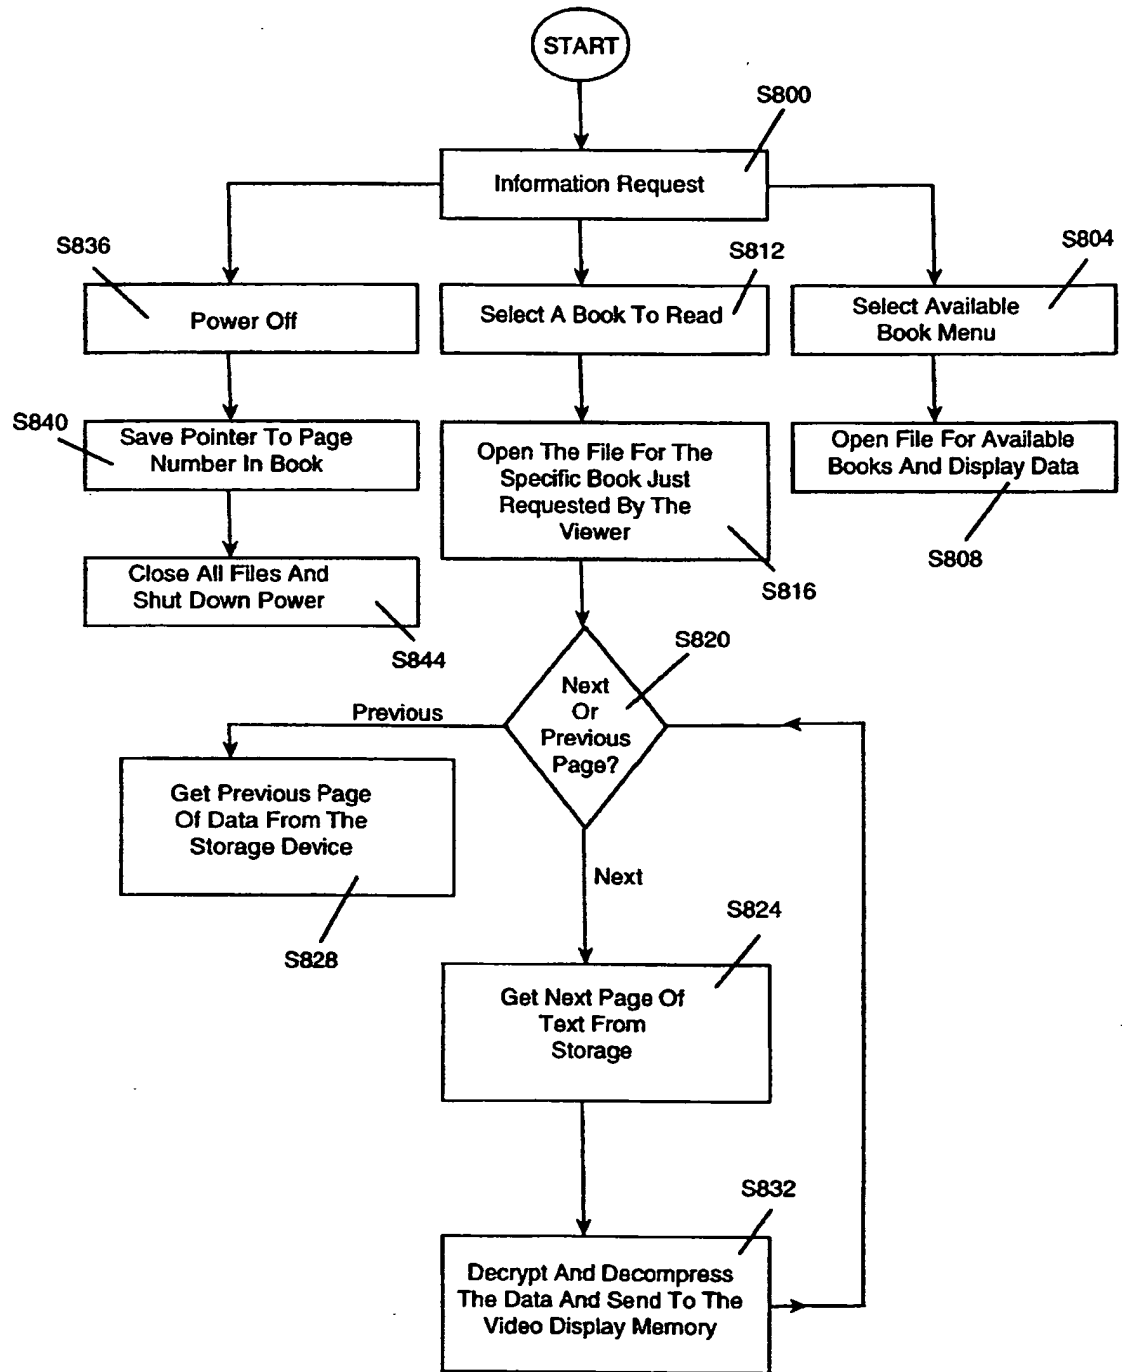 START
S800
Information Request
S836
S812
S804
Power Off
Select A Book To Read
Select Available
Book Menu
S840
Save Pointer To Page
Number In Book
Open The File For The
Specific Book Just
Requested By The
Viewer
Open File For Available
Books And Display Data
S808
S816
Close All Files And
Shut Down Power
S844
S820
Next
Or
Previous
Page?
Previous
Get Previous Page
Of Data From The
Storage Device
S828
Next
S824
Get Next Page Of
Text From
Storage
S832
Decrypt And Decompress
The Data And Send To The
Video Display Memory